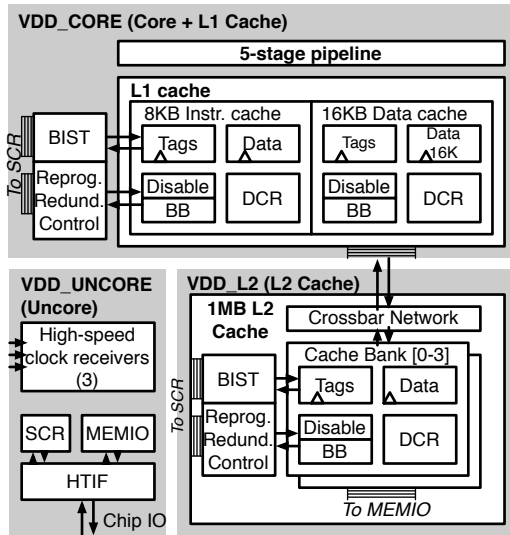 VDD_CORE (Core + L1 Cache)
5-stage pipeline
L1 cache
8KB Instr. cache
16KB Data cache
To SCR
BIST
Reprog.
Redund.
Control
Tags
Data
Disable
BB
DCR
Tags
Data
16K
Disable
BB
DCR
VDD_UNCORE
(Uncore)
High-speed
clock receivers
(3)
SCR
MEMIO
HTIF
Chip IO
VDD_L2 (L2 Cache)
1MB L2
Cache
Crossbar Network
Cache Bank [0-3]
To SCR
BIST
Reprog.
Redund.
Control
Tags
Data
Disable
BB
DCR
To MEMIO